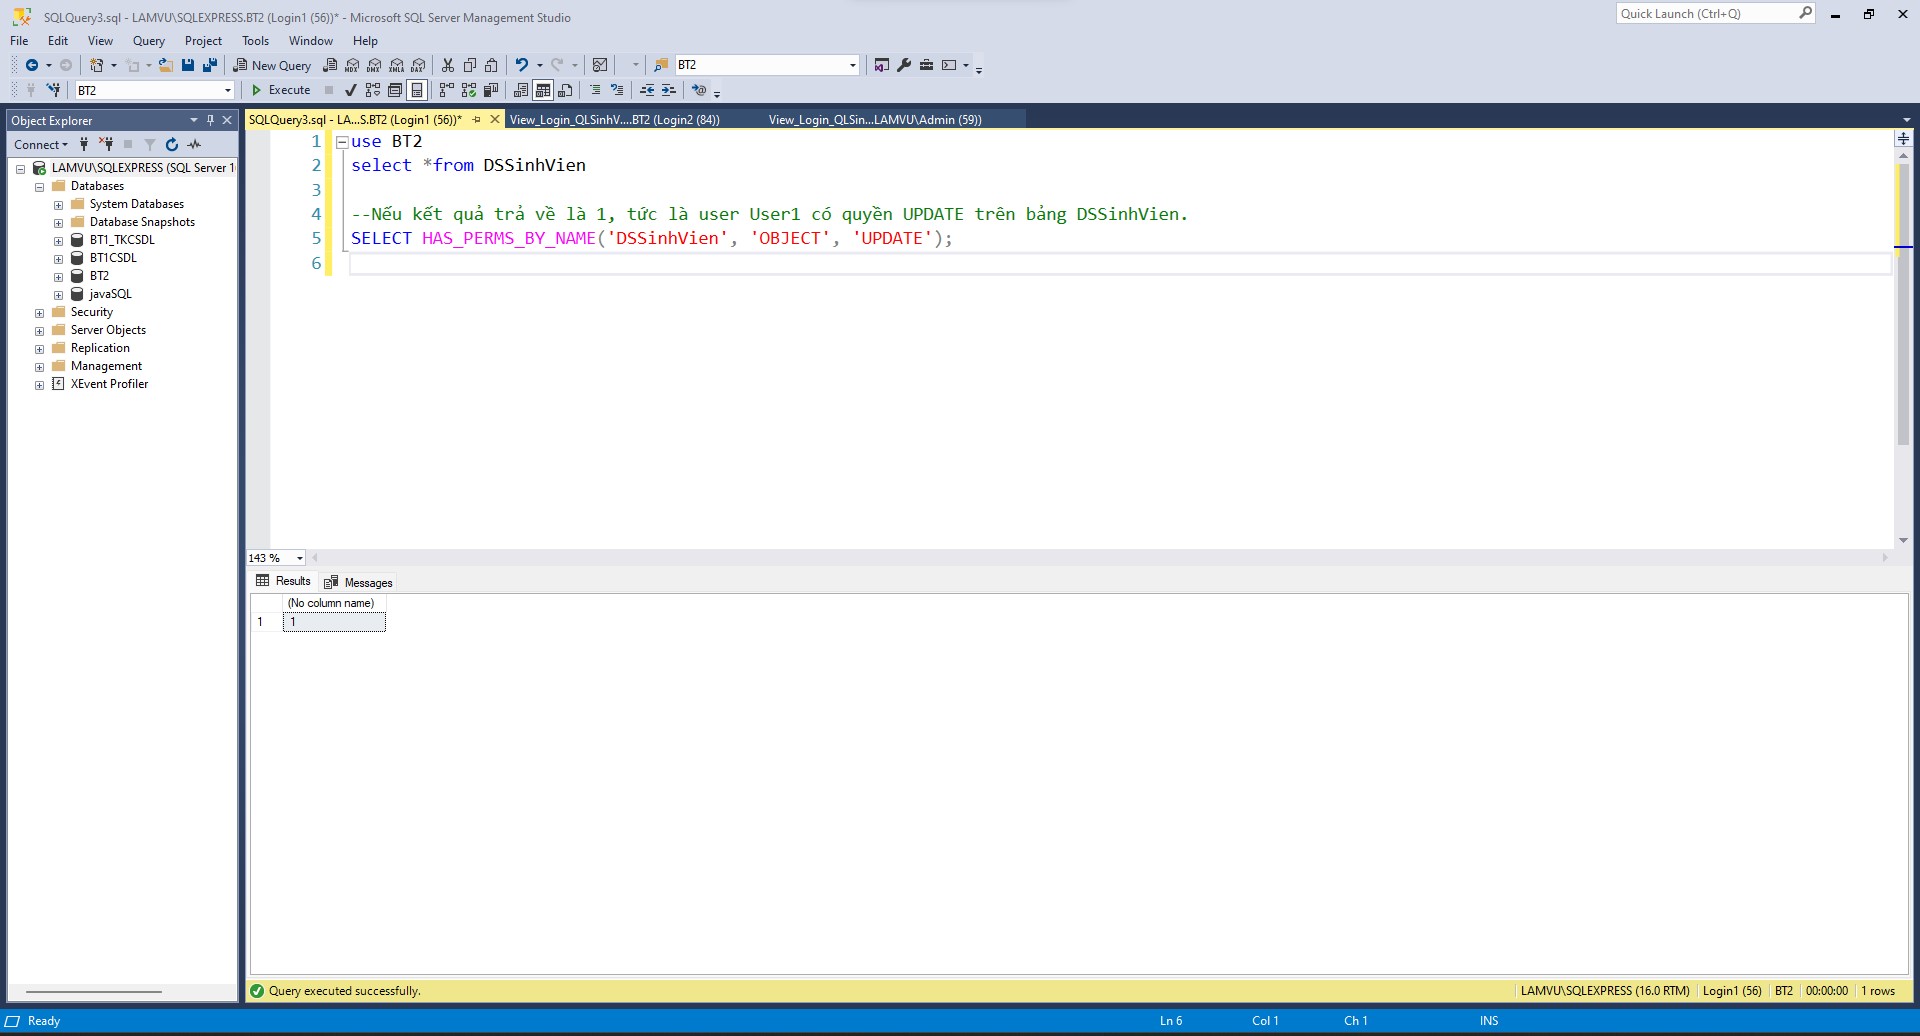 SQLQuery3.sql - LAMVU\SQLEXPRESS.BT2 (Login1 (56))* - Microsoft SQL Server Management Studio
Quick Launch (Ctrl+Q)
File Edit View Query Project Tools Window Help
New Query
MDX DMX XMLA DAX
BT2
BT2
Execute
Object Explorer
SQLQuery3.sql - LA...S.BT2 (Login1 (56))*
View_Login_QLSinhV....BT2 (Login2 (84))
View_Login_QLSin...LAMVU\Admin (59))
Connect
LAMVU\SQLEXPRESS (SQL Server 1
Databases
System Databases
Database Snapshots
BT1_TKCSDL
BT1CSDL
BT2
javaSQL
Security
Server Objects
Replication
Management
XEvent Profiler
1 use BT2
2 select *from DSSinhVien
3
4 --Nếu kết quả trả về là 1, tức là user User1 có quyền UPDATE trên bảng DSSinhVien.
5 SELECT HAS_PERMS_BY_NAME('DSSinhVien', 'OBJECT', 'UPDATE');
6
143 %
Results Messages
(No column name)
1 1
Query executed successfully.
LAMVU\SQLEXPRESS (16.0 RTM) Login1 (56) BT2 00:00:00 1 rows
Ready Ln 6 Col 1 Ch 1 INS